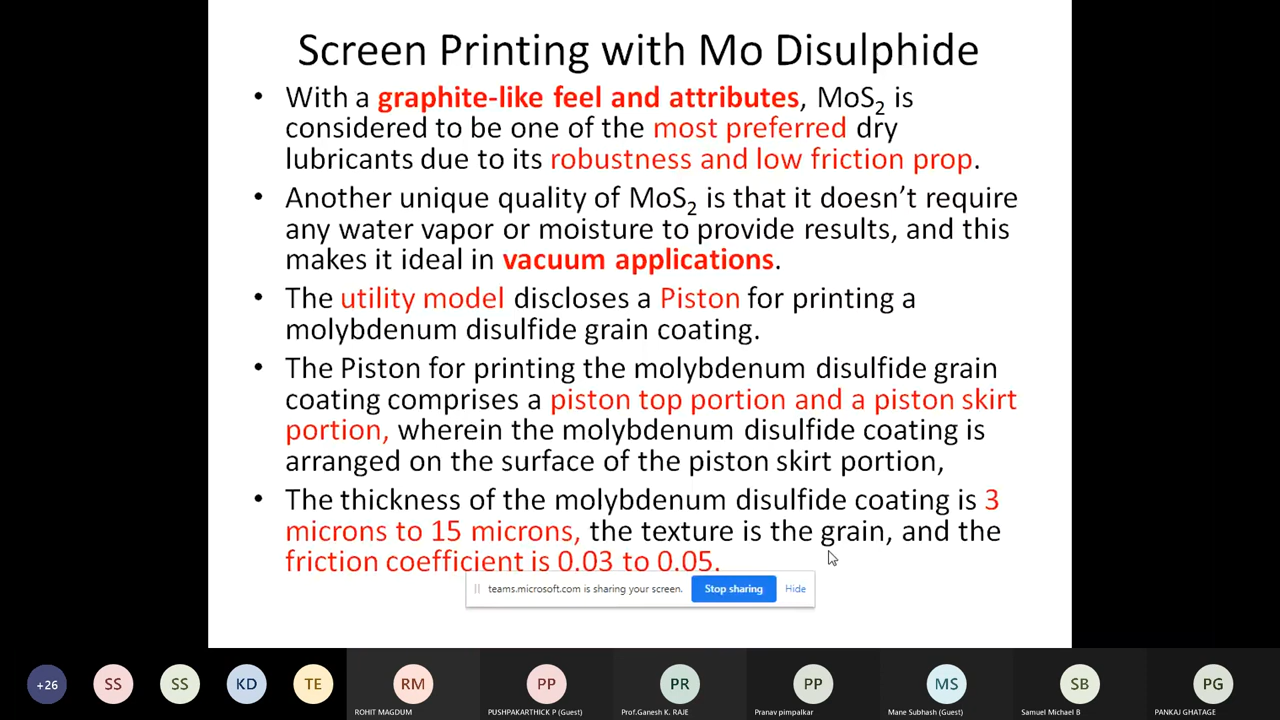 Screen Printing with Mo Disulphide
• With a graphite-like feel and attributes, MoS2 is
considered to be one of the most preferred dry
lubricants due to its robustness and low friction prop.
• Another unique quality of MoS2 is that it doesn’t require
any water vapor or moisture to provide results, and this
makes it ideal in vacuum applications.
• The utility model discloses a Piston for printing a
molybdenum disulfide grain coating.
• The Piston for printing the molybdenum disulfide grain
coating comprises a piston top portion and a piston skirt
portion, wherein the molybdenum disulfide coating is
arranged on the surface of the piston skirt portion,
• The thickness of the molybdenum disulfide coating is 3
microns to 15 microns, the texture is the grain, and the
friction coefficient is 0.03 to 0.05.
teams.microsoft.com is sharing your screen. Stop sharing Hide
+26 SS SS KD TE RM PP PR PP MS SB PG
ROHIT MAGDUM PUSHPAKARTHICK P (Guest) Prof.Ganesh K. RAJE Pranav pimpalkar Mane Subhash (Guest) Samuel Michael B PANKAJ GHATAGE